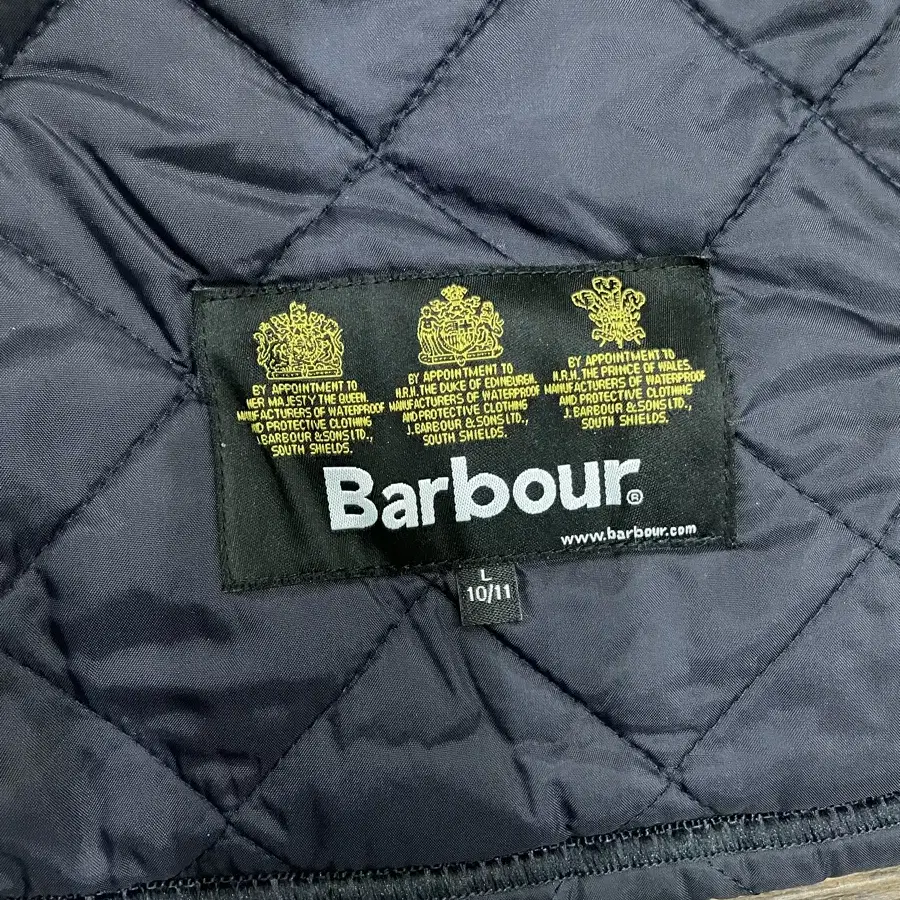 BY APPOINTMENT TO
HER MAJESTY THE QUEEN,
MANUFACTURERS OF WATERPROOF
AND PROTECTIVE CLOTHING
J. BARBOUR & SONS LTD.,
SOUTH SHIELDS.
BY APPOINTMENT TO
H.R.H. THE DUKE OF EDINBURGH,
MANUFACTURERS OF WATERPROOF
AND PROTECTIVE CLOTHING
J. BARBOUR & SONS LTD.,
SOUTH SHIELDS.
BY APPOINTMENT TO
H.R.H. THE PRINCE OF WALES,
MANUFACTURERS OF WATERPROOF
AND PROTECTIVE CLOTHING
J. BARBOUR & SONS LTD.,
SOUTH SHIELDS.
Barbour®
www.barbour.com
L
10/11